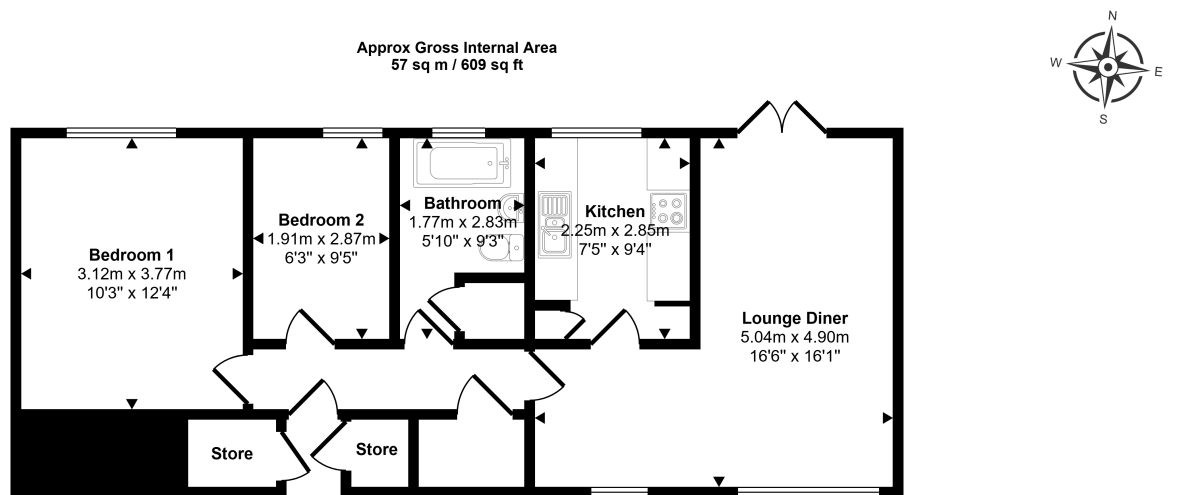 Approx Gross Internal Area
57 sq m / 609 sq ft
N
W
E
S
Bedroom 1
3.12m x 3.77m
10'3" x 12'4"
Bedroom 2
1.91m x 2.87m
6'3" x 9'5"
Bathroom
1.77m x 2.83m
5'10" x 9'3"
Kitchen
2.25m x 2.85m
7'5" x 9'4"
Lounge Diner
5.04m x 4.90m
16'6" x 16'1"
Store
Store